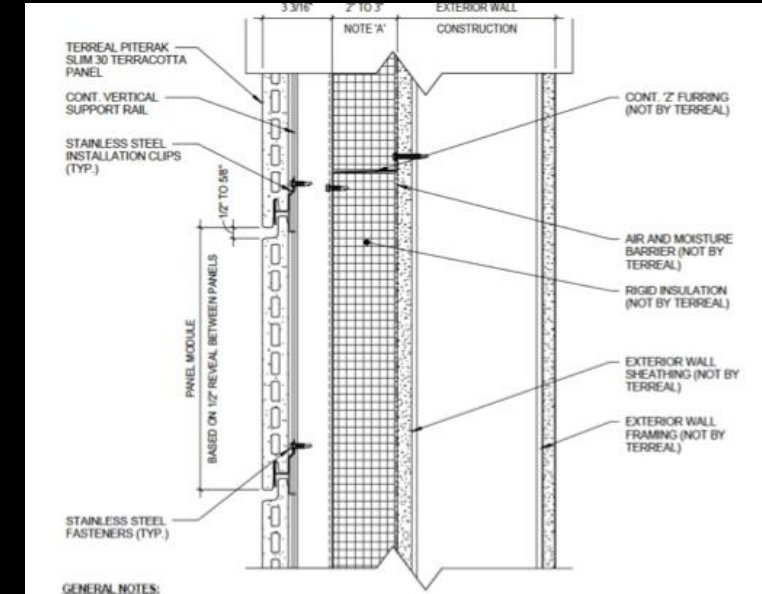 3 3/16"
2" TO 3"
EXTERIOR WALL
NOTE 'A'
CONSTRUCTION
TERREAL PITERAK
SLIM 30 TERRACOTTA
PANEL
CONT. VERTICAL
SUPPORT RAIL
STAINLESS STEEL
INSTALLATION CLIPS
(TYP.)
1/2" TO 5/8"
PANEL MODULE
BASED ON 1/2" REVEAL BETWEEN PANELS
STAINLESS STEEL
FASTENERS (TYP.)
CONT. 'Z' FURRING
(NOT BY TERREAL)
AIR AND MOISTURE
BARRIER (NOT BY
TERREAL)
RIGID INSULATION
(NOT BY TERREAL)
EXTERIOR WALL
SHEATHING (NOT BY
TERREAL)
EXTERIOR WALL
FRAMING (NOT BY
TERREAL)
GENERAL NOTES: